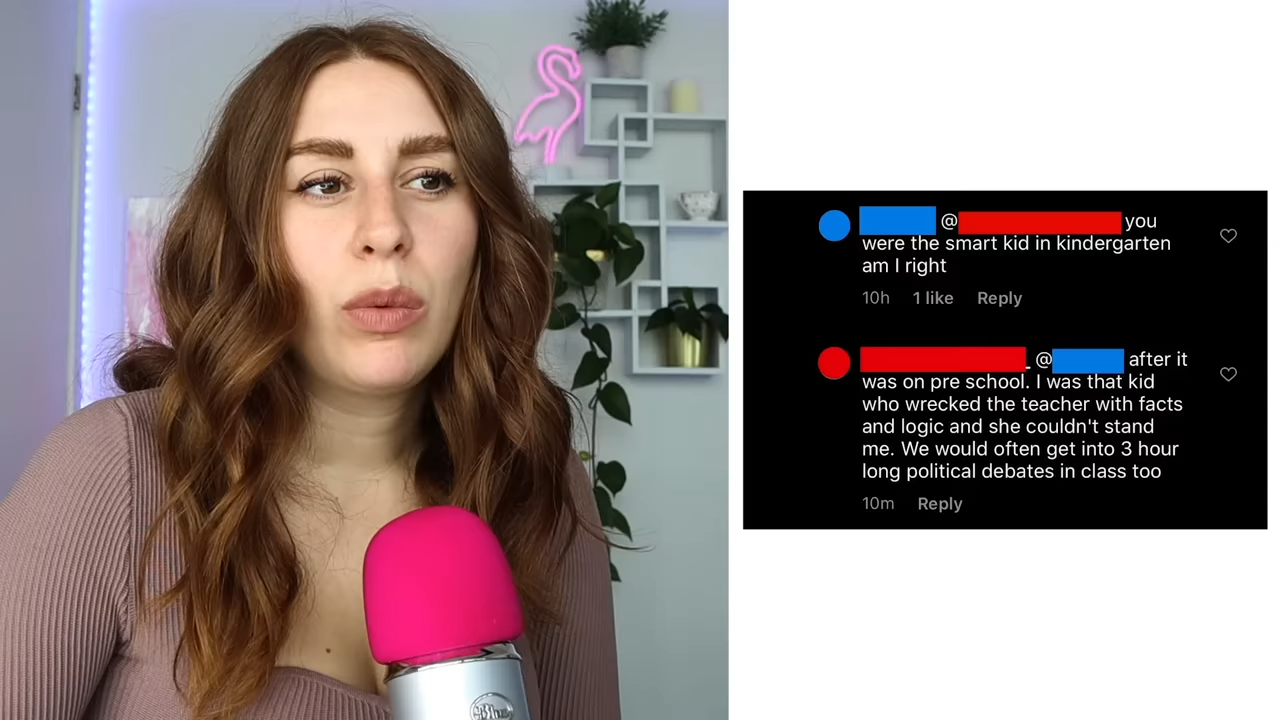 @ you
were the smart kid in kindergarten
am I right
10h 1 like Reply
@ after it
was on pre school. I was that kid
who wrecked the teacher with facts
and logic and she couldn't stand
me. We would often get into 3 hour
long political debates in class too
10m Reply
Blue